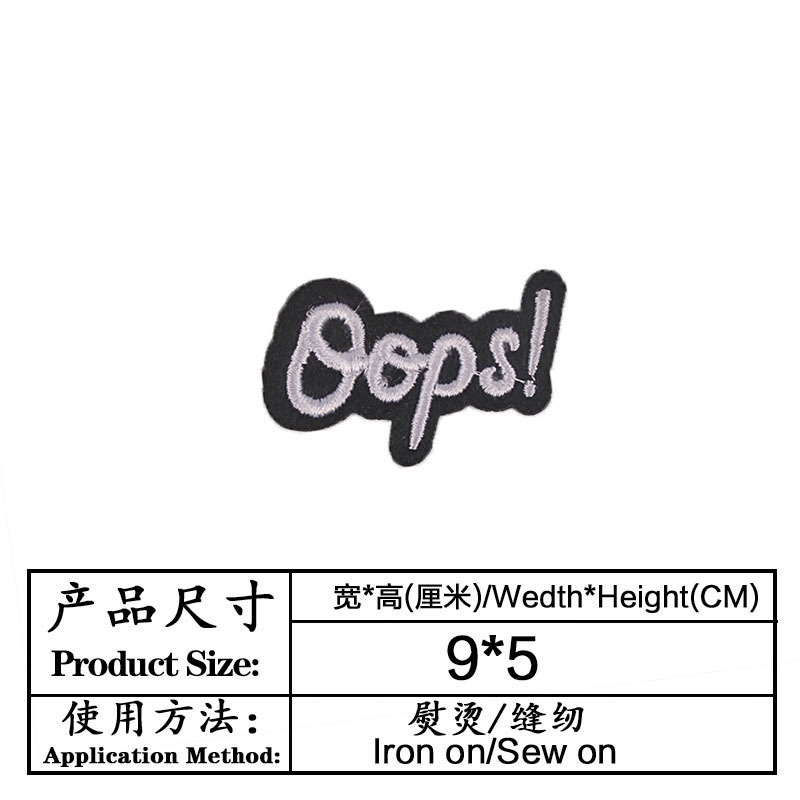 Oops!
产品尺寸
Product Size:
宽*高(厘米)/Wedth*Height(CM)
9*5
使用方法：
Application Method:
熨烫/缝纫
Iron on/Sew on